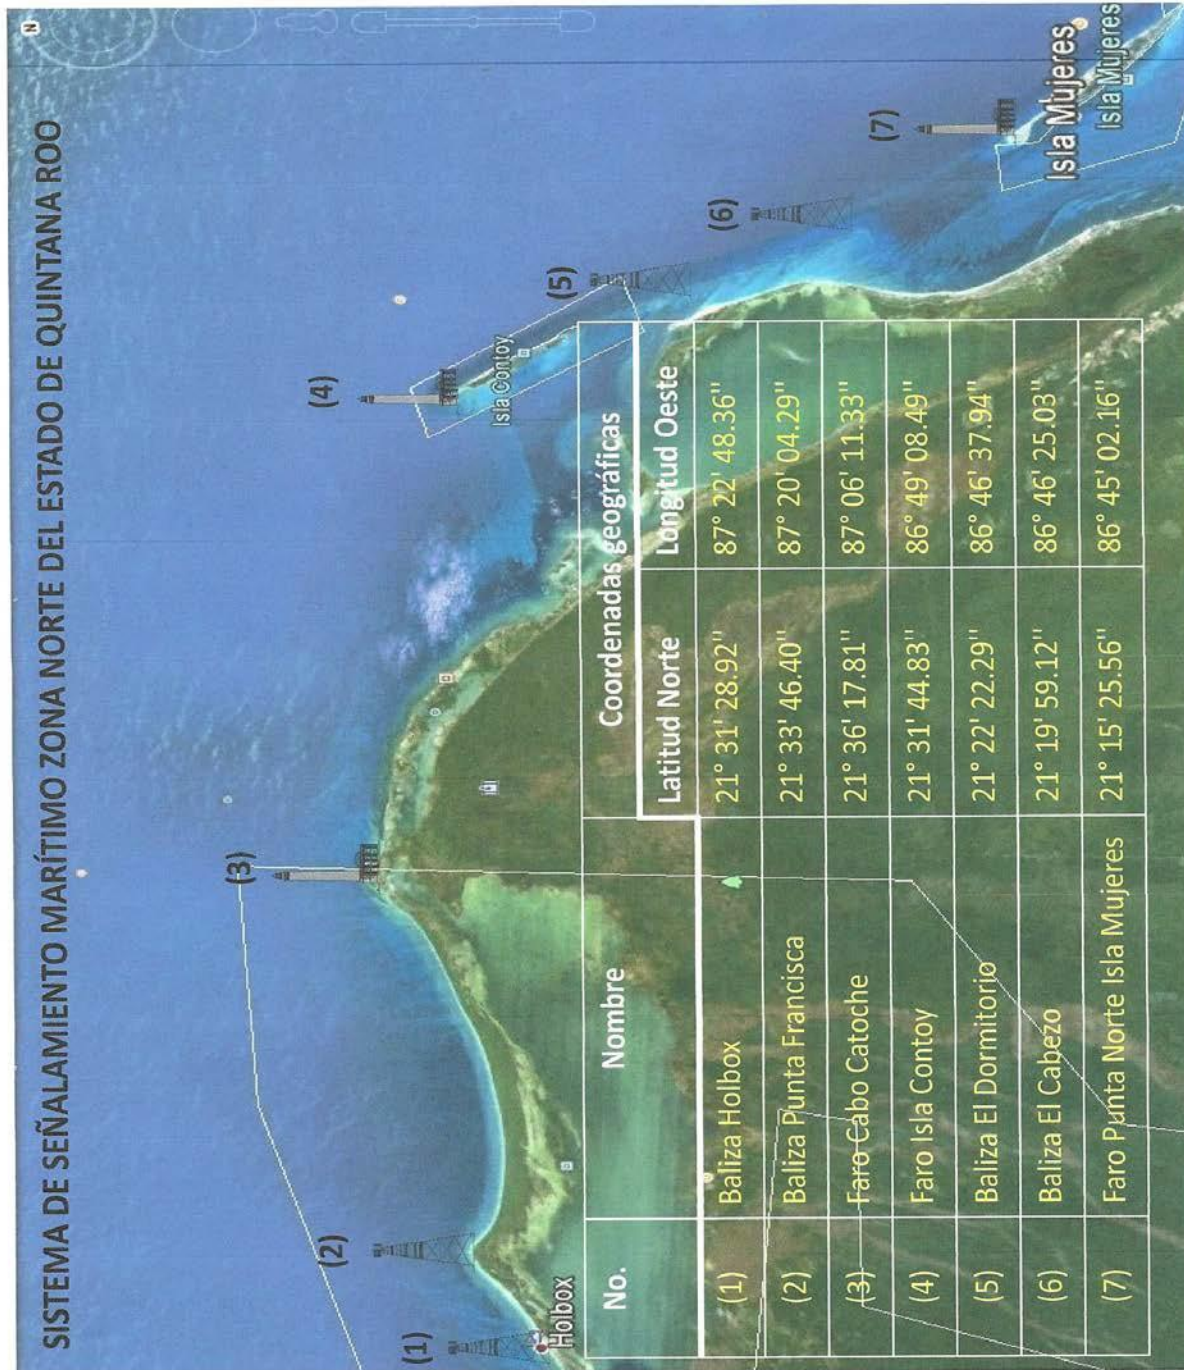 SISTEMA DE SEÑALAMIENTO MARÍTIMO ZONA NORTE DEL ESTADO DE QUINTANA ROO
N
(1)
(2)
(3)
(4)
(5)
(6)
(7)
Holbox
Isla Contoy
Isla Mujeres
Isla Mujeres
No. Nombre Coordenadas geográficas
Latitud Norte Longitud Oeste
(1) Baliza Holbox 21° 31' 28.92" 87° 22' 48.36"
(2) Baliza Punta Francisca 21° 33' 46.40" 87° 20' 04.29"
(3) Faro Cabo Catoche 21° 36' 17.81" 87° 06' 11.33"
(4) Faro Isla Contoy 21° 31' 44.83" 86° 49' 08.49"
(5) Baliza El Dormitorio 21° 22' 22.29" 86° 46' 37.94"
(6) Baliza El Cabezo 21° 19' 59.12" 86° 46' 25.03"
(7) Faro Punta Norte Isla Mujeres 21° 15' 25.56" 86° 45' 02.16"